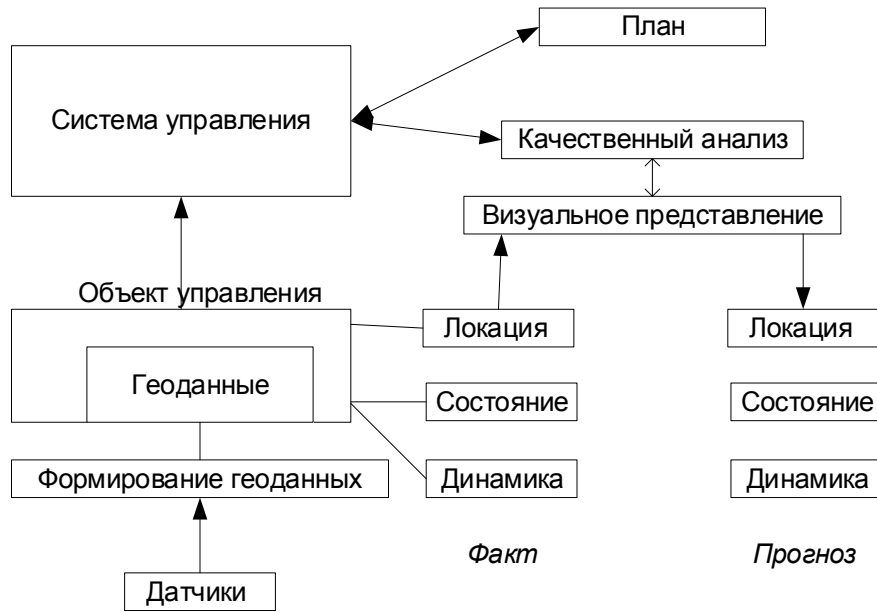 План
Система управления
Качественный анализ
Визуальное представление
Объект управления
Локация
Локация
Геоданные
Состояние
Состояние
Формирование геоданных
Динамика
Динамика
Факт
Прогноз
Датчики